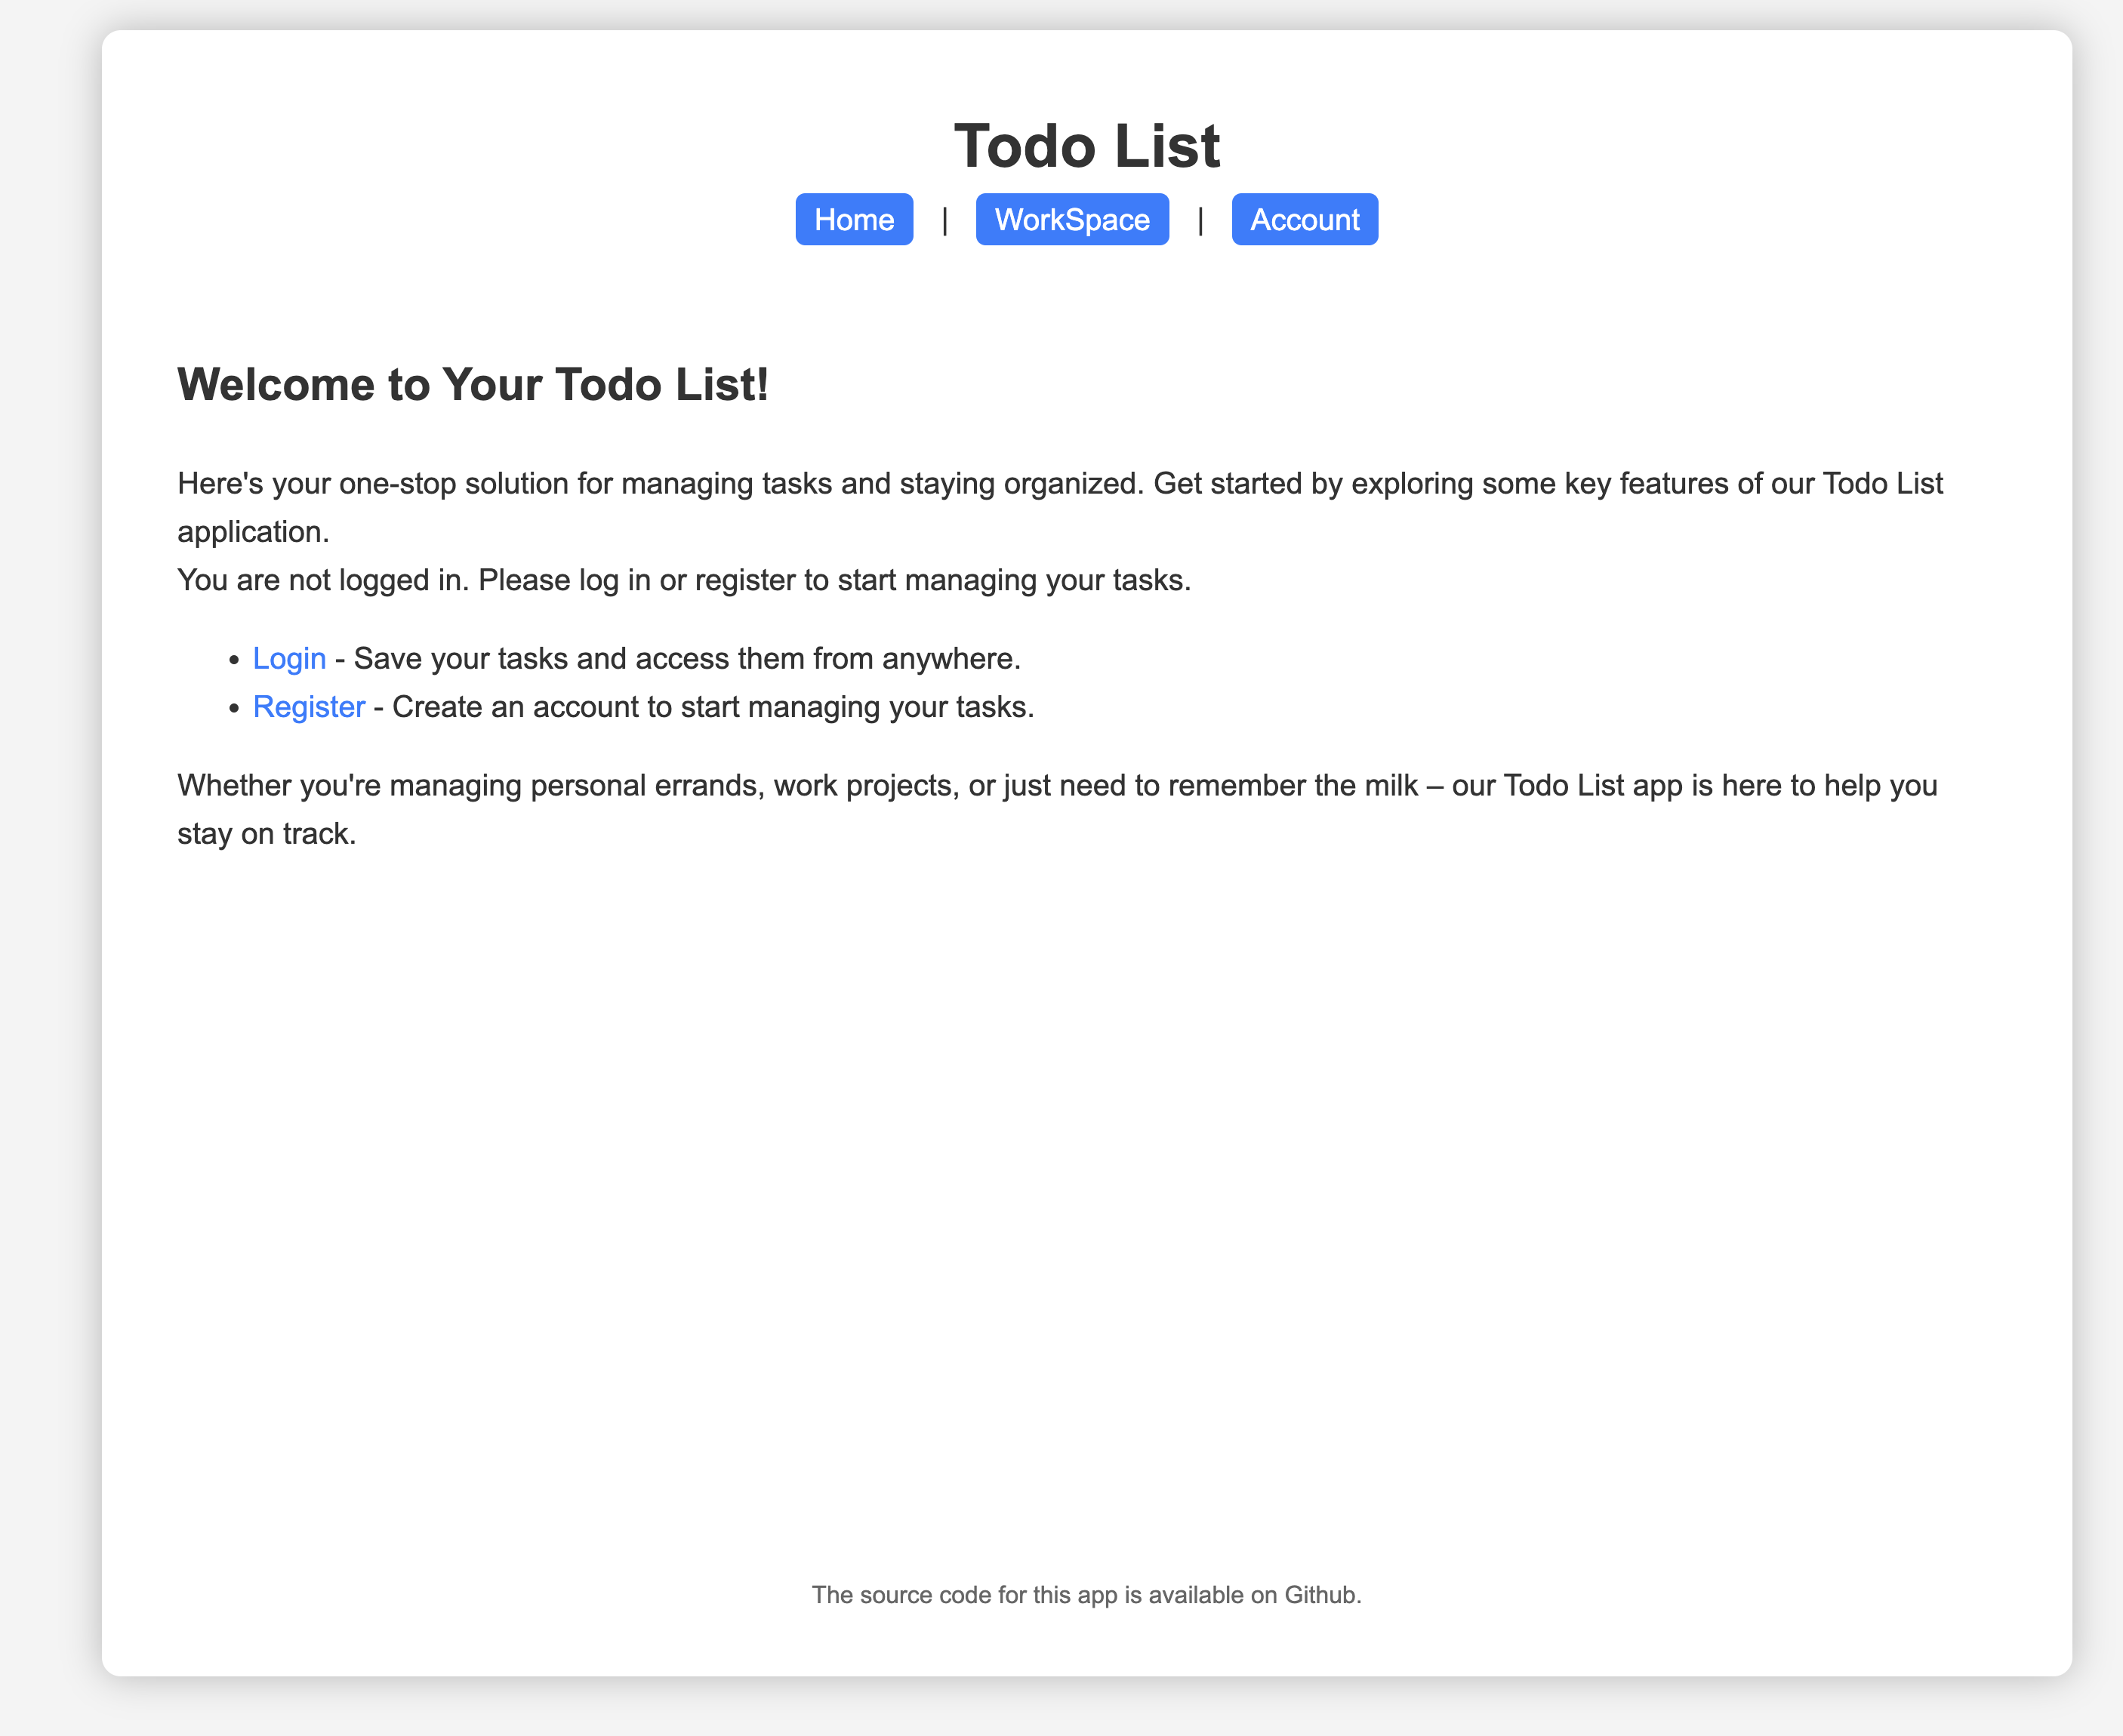 Todo List
Home | WorkSpace | Account
Welcome to Your Todo List!
Here's your one-stop solution for managing tasks and staying organized. Get started by exploring some key features of our Todo List
application.
You are not logged in. Please log in or register to start managing your tasks.
• Login - Save your tasks and access them from anywhere.
• Register - Create an account to start managing your tasks.
Whether you're managing personal errands, work projects, or just need to remember the milk – our Todo List app is here to help you
stay on track.
The source code for this app is available on Github.